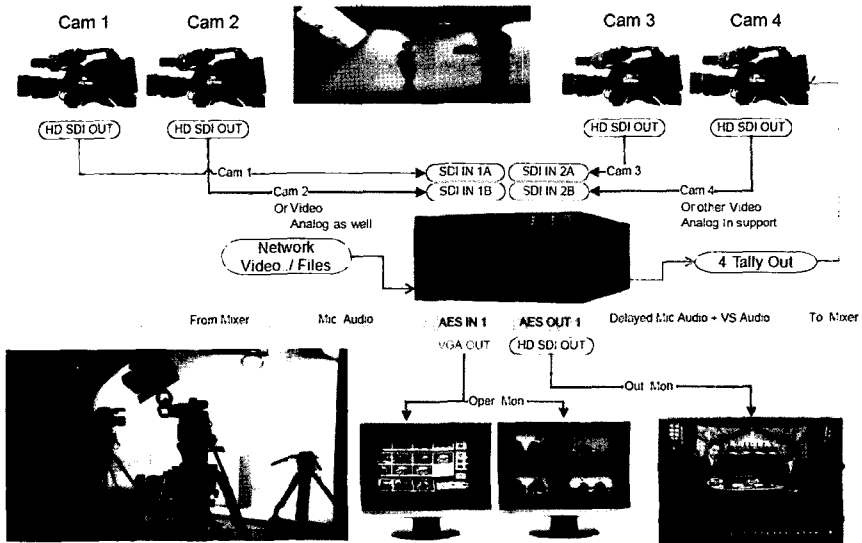 Cam 1
Cam 2
Cam 3
Cam 4
HD SDI OUT
HD SDI OUT
HD SDI OUT
HD SDI OUT
Cam 1
SDI IN 1A
SDI IN 2A
Cam 3
Cam 2
SDI IN 1B
SDI IN 2B
Cam 4
Or Video
Analog as well
Or other Video
Analog In support
Network
Video / Files
4 Tally Out
From Mixer
Mic Audio
AES IN 1
AES OUT 1
Delayed Mic Audio + VS Audio
To Mixer
VGA OUT
HD SDI OUT
Oper Mon
Out Mon